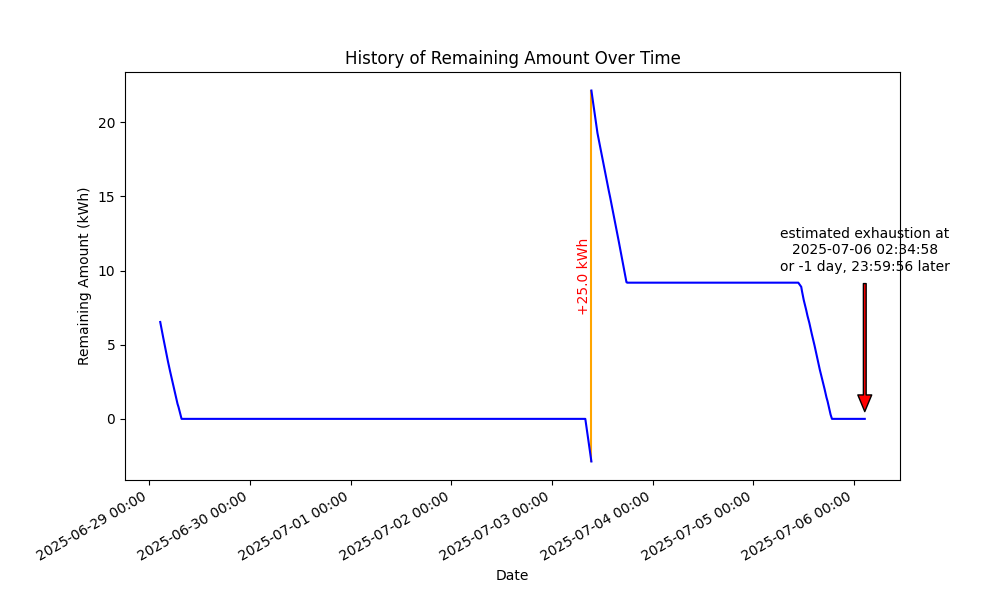 History of Remaining Amount Over Time
Remaining Amount (kWh)
20
15
10
5
0
+25.0 kWh
estimated exhaustion at
2025-07-06 02:34:58
or -1 day, 23:59:56 later
2025-06-29 00:00
2025-06-30 00:00
2025-07-01 00:00
2025-07-02 00:00
2025-07-03 00:00
2025-07-04 00:00
2025-07-05 00:00
2025-07-06 00:00
Date